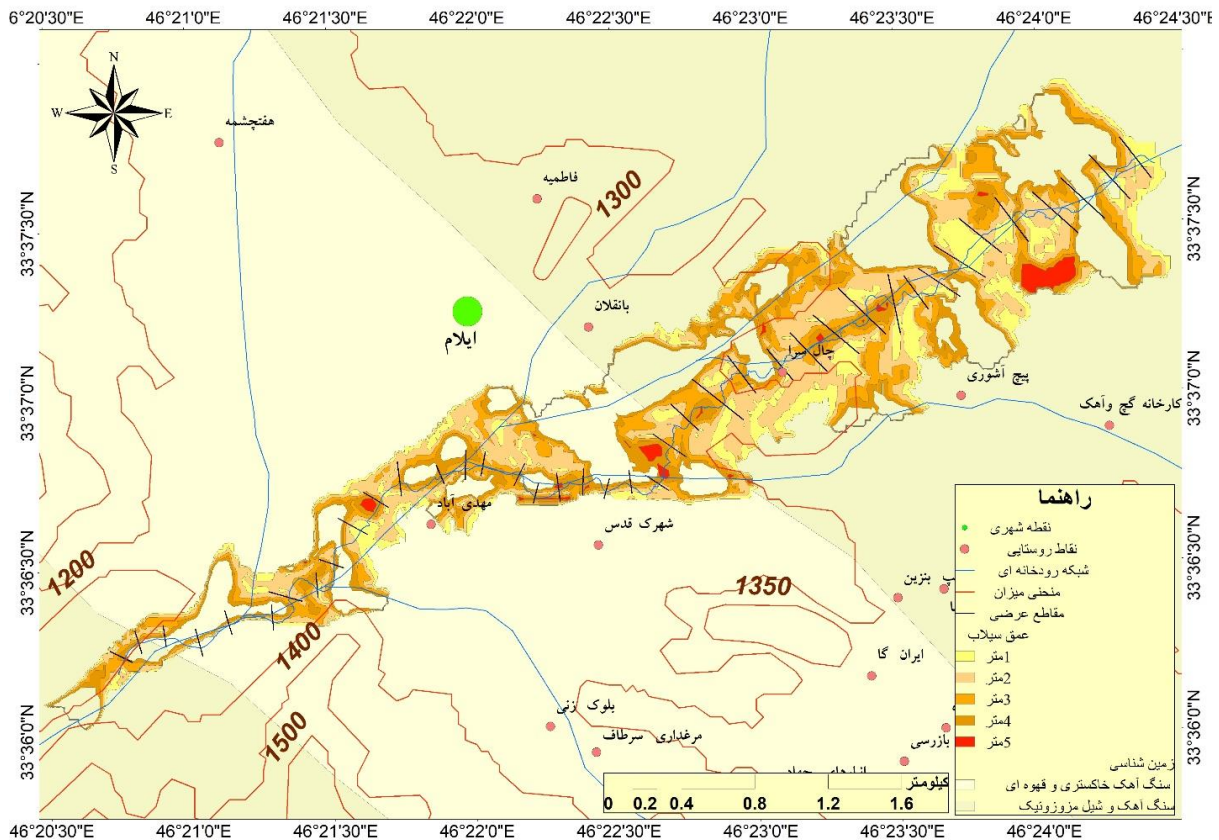 6°20'30"E 46°21'0"E 46°21'30"E 46°22'0"E 46°22'30"E 46°23'0"E 46°23'30"E 46°24'0"E 46°24'30"E
N
W E
S
هفتچشمه
فاطمیه
1300
33°37'30"N
33°37'30"N
بانقلان
ایلام
چال سرا
پیچ آشوری
33°37'0"N
33°37'0"N
کارخانه گچ وآهک
مهدی آباد
شهرک قدس
33°36'30"N
33°36'30"N
1200
1350
پ بنزین
1400
ایران گا
بلوک زنی
مرغداری سرطاف
بازرسی
1500
33°36'0"N
33°36'0"N
راهنما
نقطه شهری
نقاط روستایی
شبکه رودخانه ای
منحنی میزان
مقاطع عرضی
عمق سیلاب
1متر
2متر
3متر
4متر
5متر
زمین شناسی
سنگ آهک خاکستری و قهوه ای
سنگ آهک و شیل مزوزوئیک
کیلومتر
0 0.2 0.4 0.8 1.2 1.6
46°20'30"E 46°21'0"E 46°21'30"E 46°22'0"E 46°22'30"E 46°23'0"E 46°23'30"E 46°24'0"E